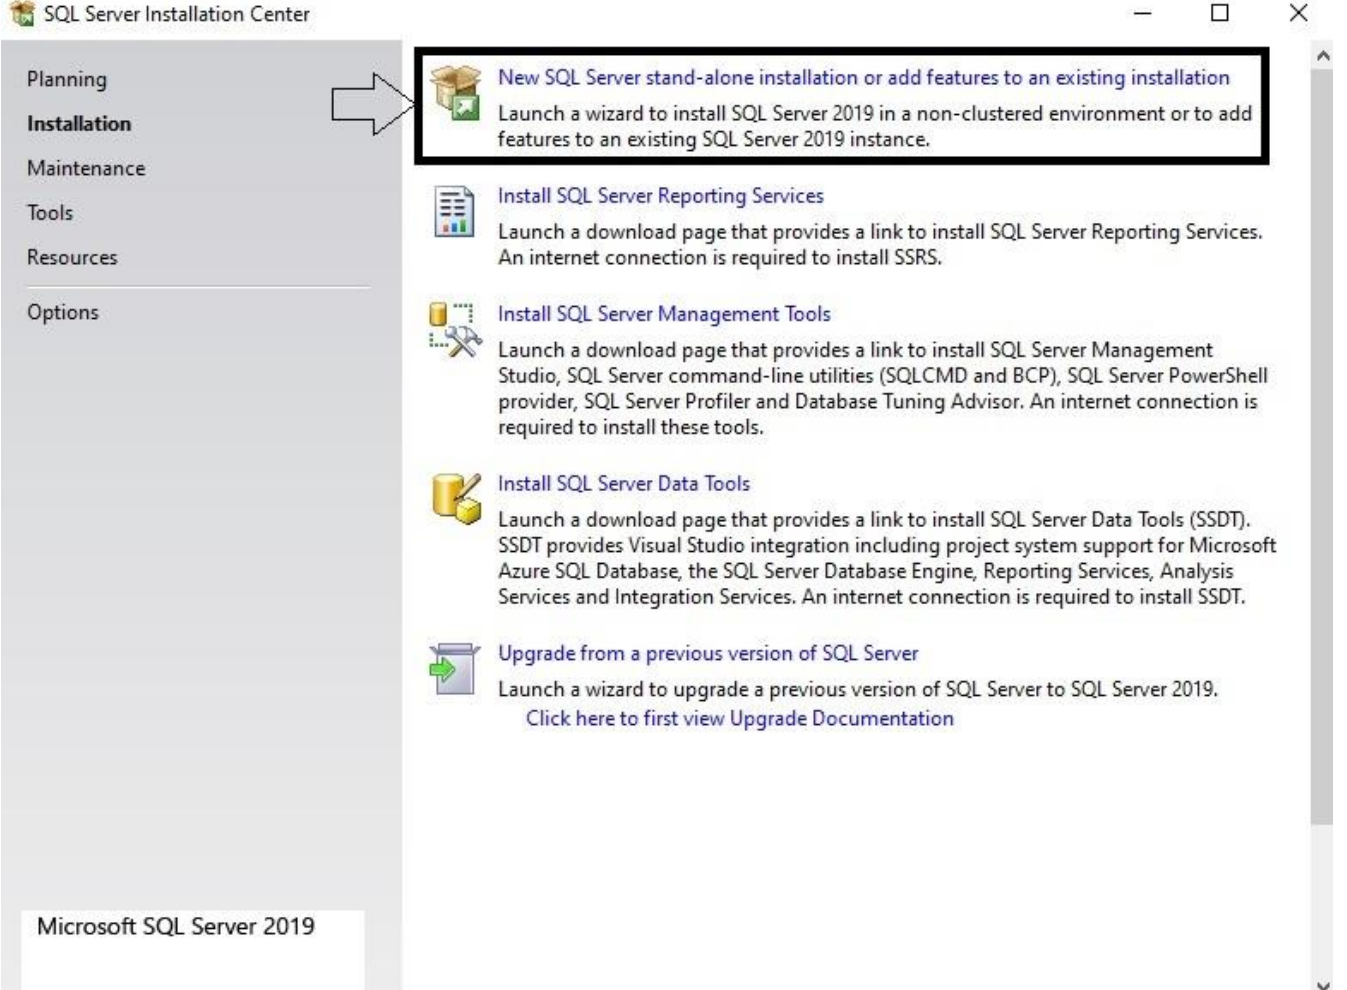 SQL Server Installation Center
Planning
Installation
Maintenance
Tools
Resources
Options
New SQL Server stand-alone installation or add features to an existing installation
Launch a wizard to install SQL Server 2019 in a non-clustered environment or to add
features to an existing SQL Server 2019 instance.
Install SQL Server Reporting Services
Launch a download page that provides a link to install SQL Server Reporting Services.
An internet connection is required to install SSRS.
Install SQL Server Management Tools
Launch a download page that provides a link to install SQL Server Management
Studio, SQL Server command-line utilities (SQLCMD and BCP), SQL Server PowerShell
provider, SQL Server Profiler and Database Tuning Advisor. An internet connection is
required to install these tools.
Install SQL Server Data Tools
Launch a download page that provides a link to install SQL Server Data Tools (SSDT).
SSDT provides Visual Studio integration including project system support for Microsoft
Azure SQL Database, the SQL Server Database Engine, Reporting Services, Analysis
Services and Integration Services. An internet connection is required to install SSDT.
Upgrade from a previous version of SQL Server
Launch a wizard to upgrade a previous version of SQL Server to SQL Server 2019.
Click here to first view Upgrade Documentation
Microsoft SQL Server 2019